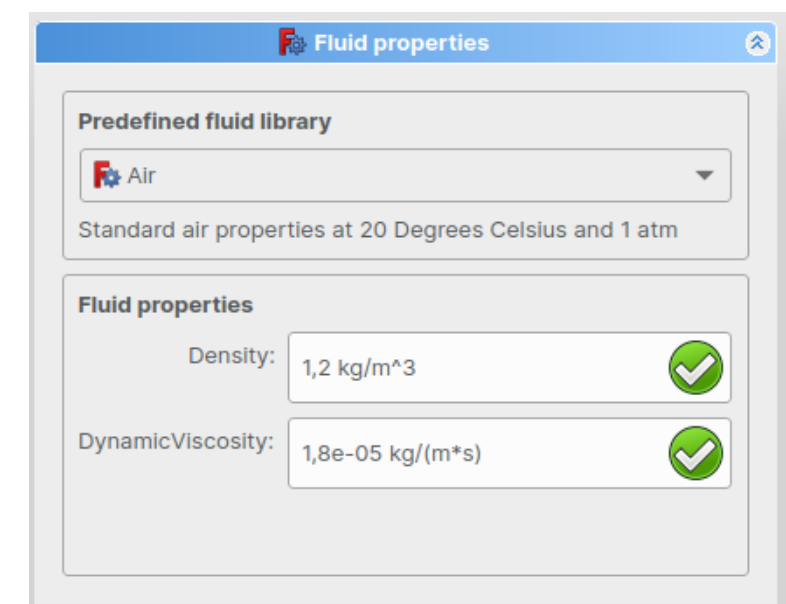 Fluid properties
Predefined fluid library
Air
Standard air properties at 20 Degrees Celsius and 1 atm
Fluid properties
Density:
1,2 kg/m^3
DynamicViscosity:
1,8e-05 kg/(m*s)